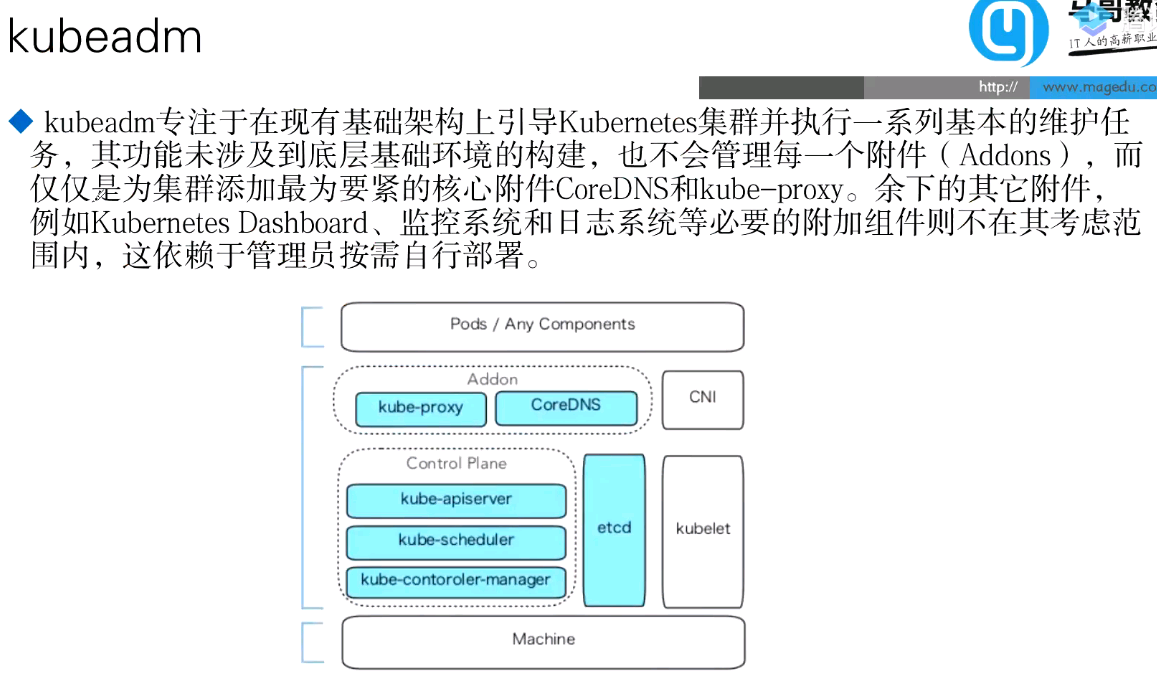 kubeadm
IT人的高薪职业
http://
www.magedu.co
kubeadm专注于在现有基础架构上引导Kubernetes集群并执行一系列基本的维护任
务，其功能未涉及到底层基础环境的构建，也不会管理每一个附件（Addons），而
仅仅是为集群添加最为要紧的核心附件CoreDNS和kube-proxy。余下的其它附件，
例如Kubernetes Dashboard、监控系统和日志系统等必要的附加组件则不在其考虑范
围内，这依赖于管理员按需自行部署。
Pods / Any Components
Addon
kube-proxy
CoreDNS
CNI
Control Plane
kube-apiserver
kube-scheduler
kube-contoroler-manager
etcd
kubelet
Machine